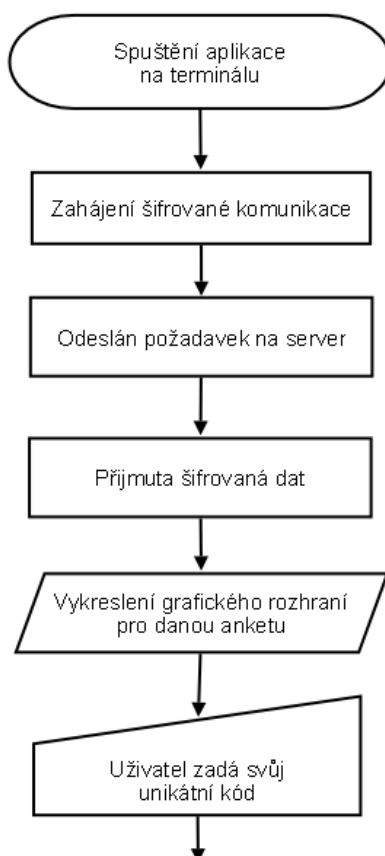 Spuštění aplikace
na terminálu
Zahájení šifrované komunikace
Odeslán požadavek na server
Přijmuta šifrovaná dat
Vykreslení grafického rozhraní
pro danou anketu
Uživatel zadá svůj
unikátní kód